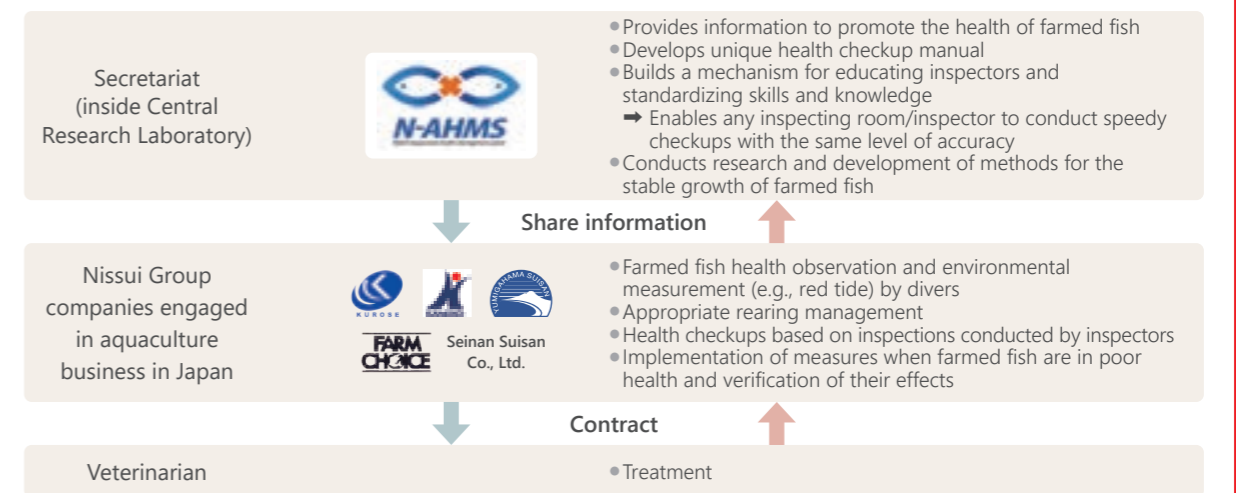 Secretariat
(inside Central
Research Laboratory)
N-AHMS
●Provides information to promote the health of farmed fish
●Develops unique health checkup manual
●Builds a mechanism for educating inspectors and
standardizing skills and knowledge
➡ Enables any inspecting room/inspector to conduct speedy
checkups with the same level of accuracy
●Conducts research and development of methods for the
stable growth of farmed fish
Share information
Nissui Group
companies engaged
in aquaculture
business in Japan
KUROSE
YUMIGAHAMA SUISAN
FARM
CHOICE
Seinan Suisan
Co., Ltd.
●Farmed fish health observation and environmental
measurement (e.g., red tide) by divers
●Appropriate rearing management
●Health checkups based on inspections conducted by inspectors
●Implementation of measures when farmed fish are in poor
health and verification of their effects
Contract
Veterinarian
●Treatment